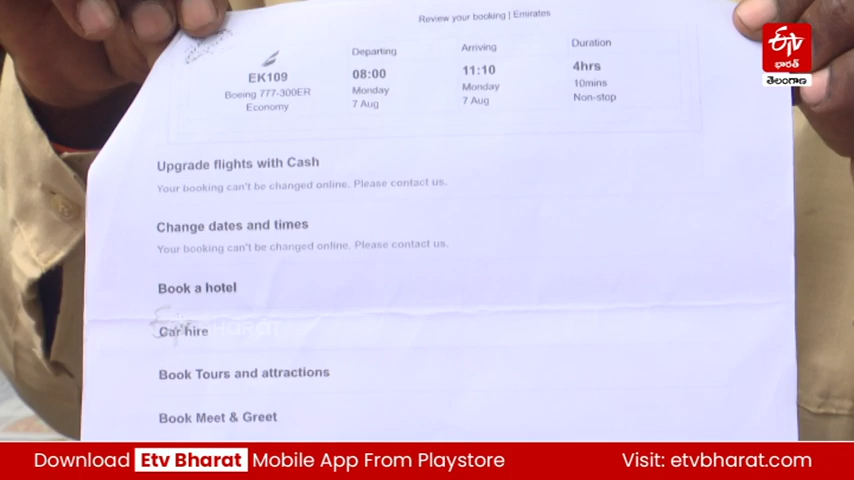 Review your booking | Emirates
Departing Arriving Duration
EK109 08:00 11:10 4hrs
Boeing 777-300ER Monday Monday 10mins
Economy 7 Aug 7 Aug Non-stop
Upgrade flights with Cash
Your booking can't be changed online. Please contact us.
Change dates and times
Your booking can't be changed online. Please contact us.
Book a hotel
Car hire
Book Tours and attractions
Book Meet & Greet
ETV
భారత్
తెలంగాణ
Download Etv Bharat Mobile App From Playstore
Visit: etvbharat.com